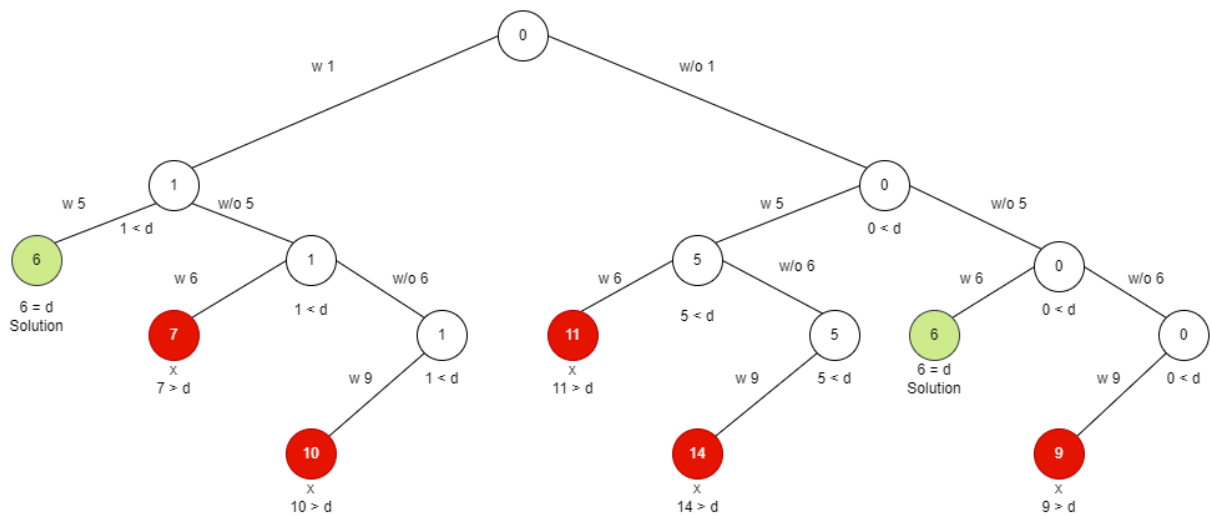 0
w 1
w/o 1
1
0
w 5
w/o 5
w 5
w/o 5
1 < d
0 < d
6
1
5
0
w 6
w/o 6
w 6
w/o 6
w 6
w/o 6
6 = d
Solution
1 < d
5 < d
0 < d
7
1
11
5
6
0
x
7 > d
w 9
1 < d
x
11 > d
w 9
5 < d
6 = d
Solution
w 9
0 < d
10
14
9
x
10 > d
x
14 > d
x
9 > d